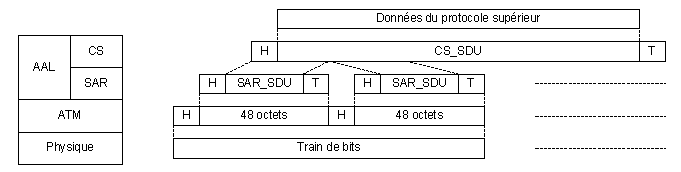 Données du protocole supérieur
AAL
CS
H
CS_SDU
T
SAR
H
SAR_SDU
T
H
SAR_SDU
T
ATM
H
48 octets
H
48 octets
Physique
Train de bits